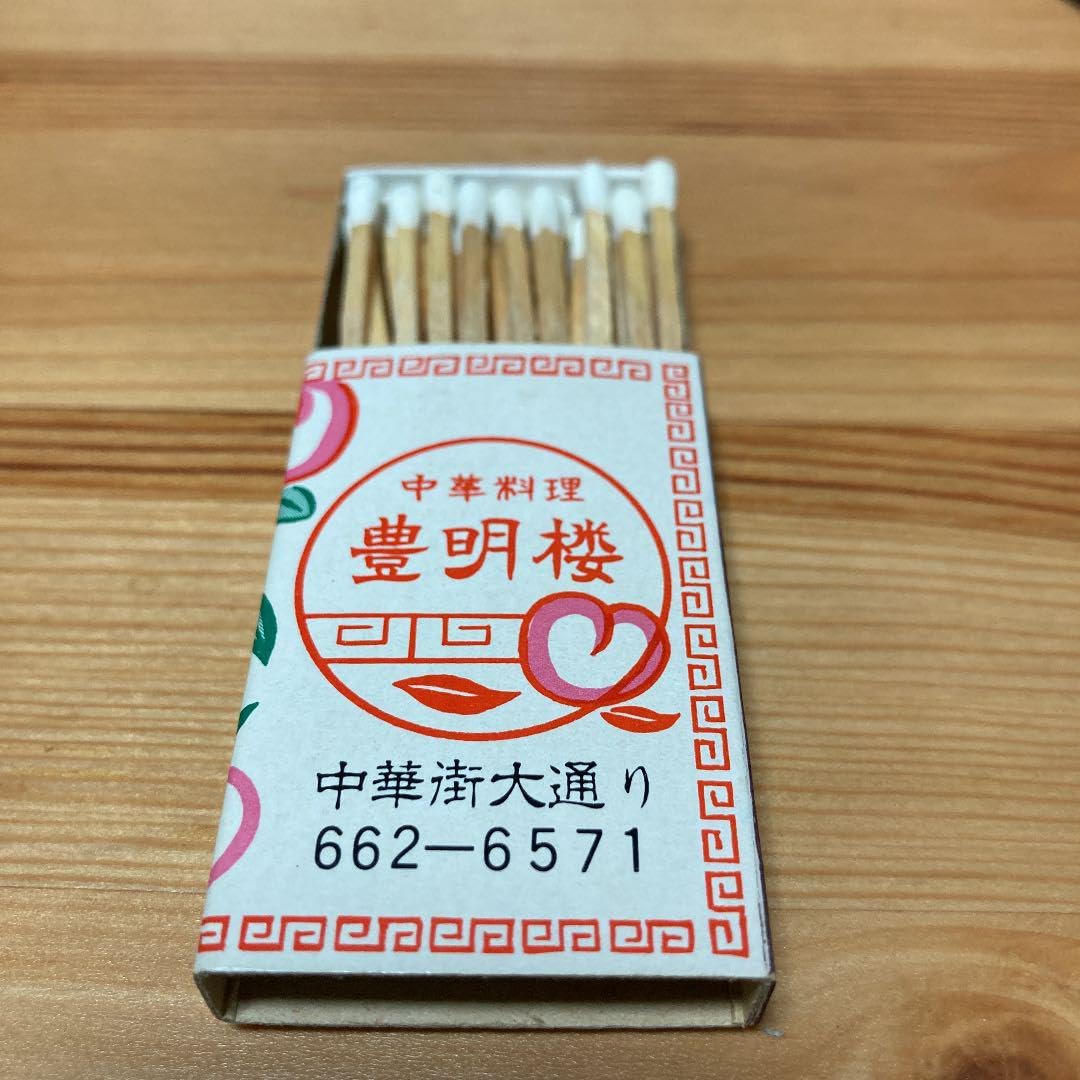 中華料理
豊明楼
中華街大通り
662—6571